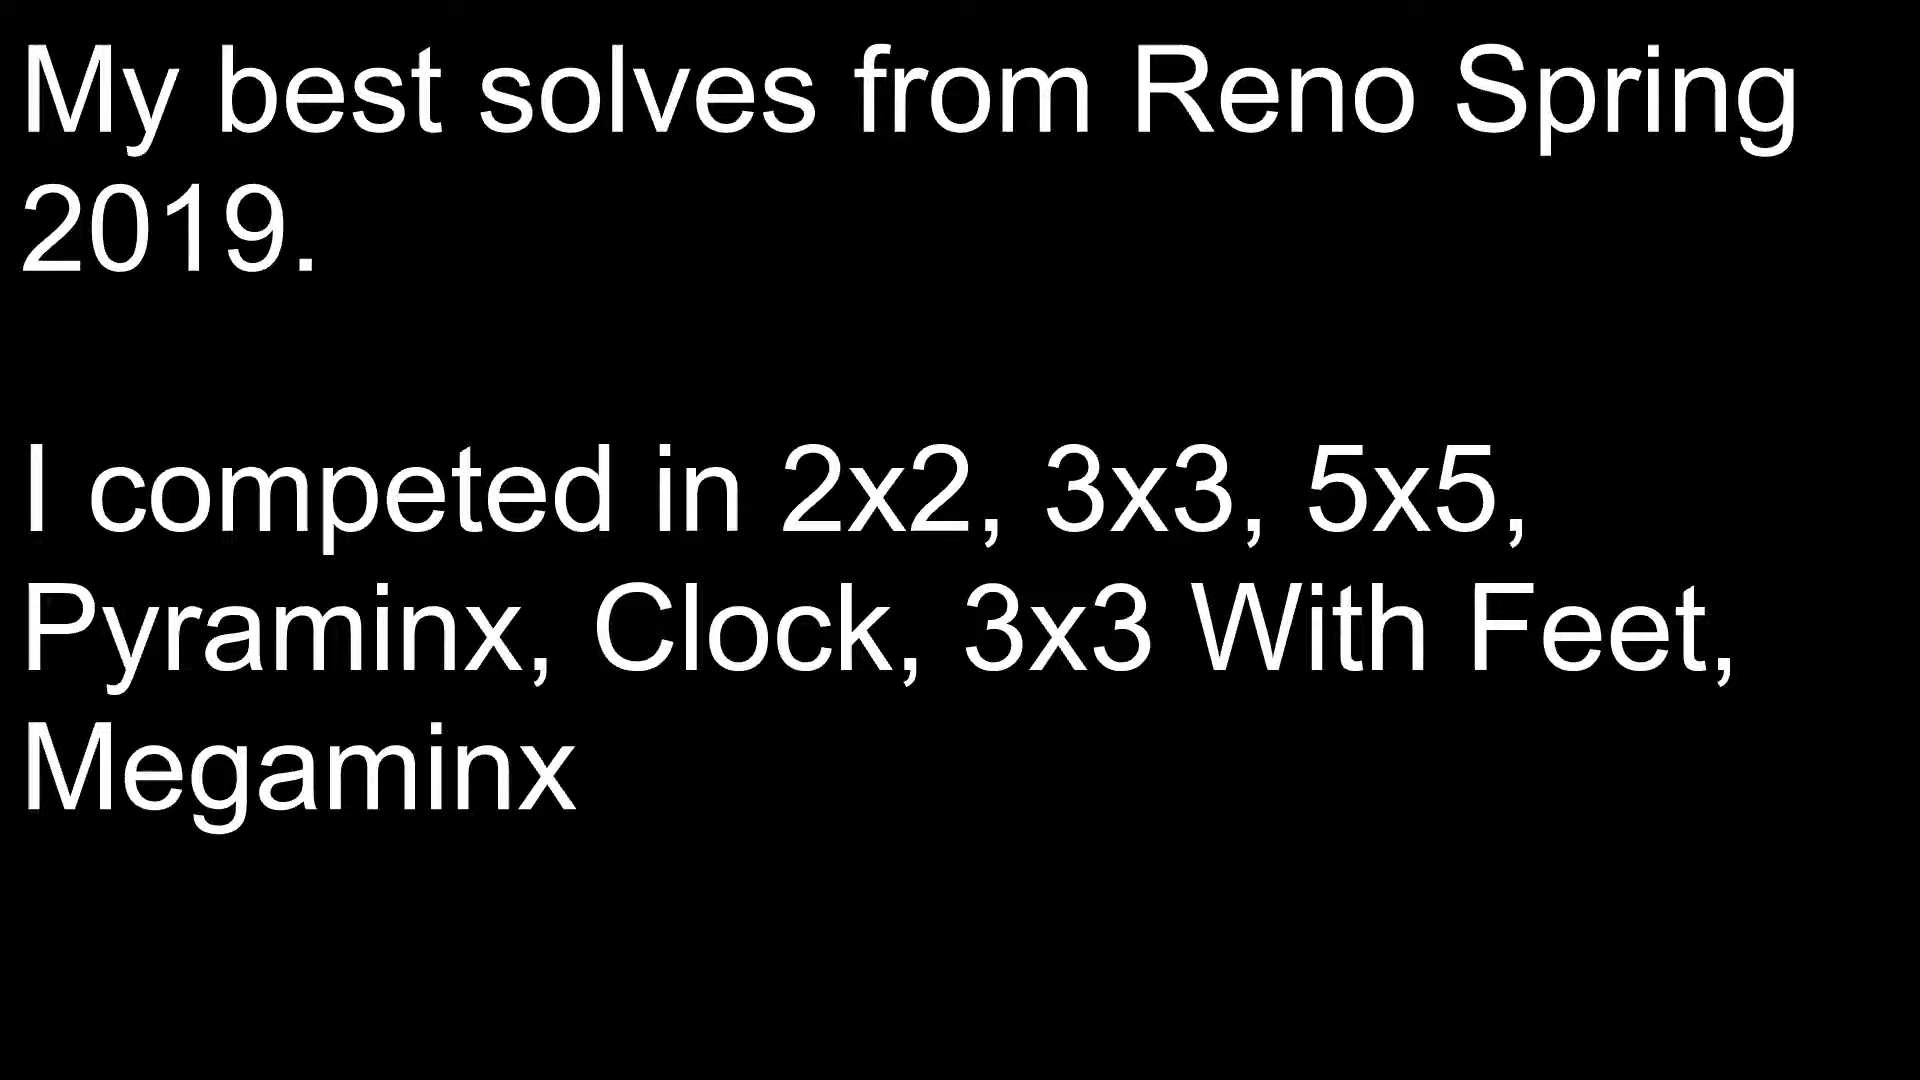 My best solves from Reno Spring
2019.
I competed in 2x2, 3x3, 5x5,
Pyraminx, Clock, 3x3 With Feet,
Megaminx